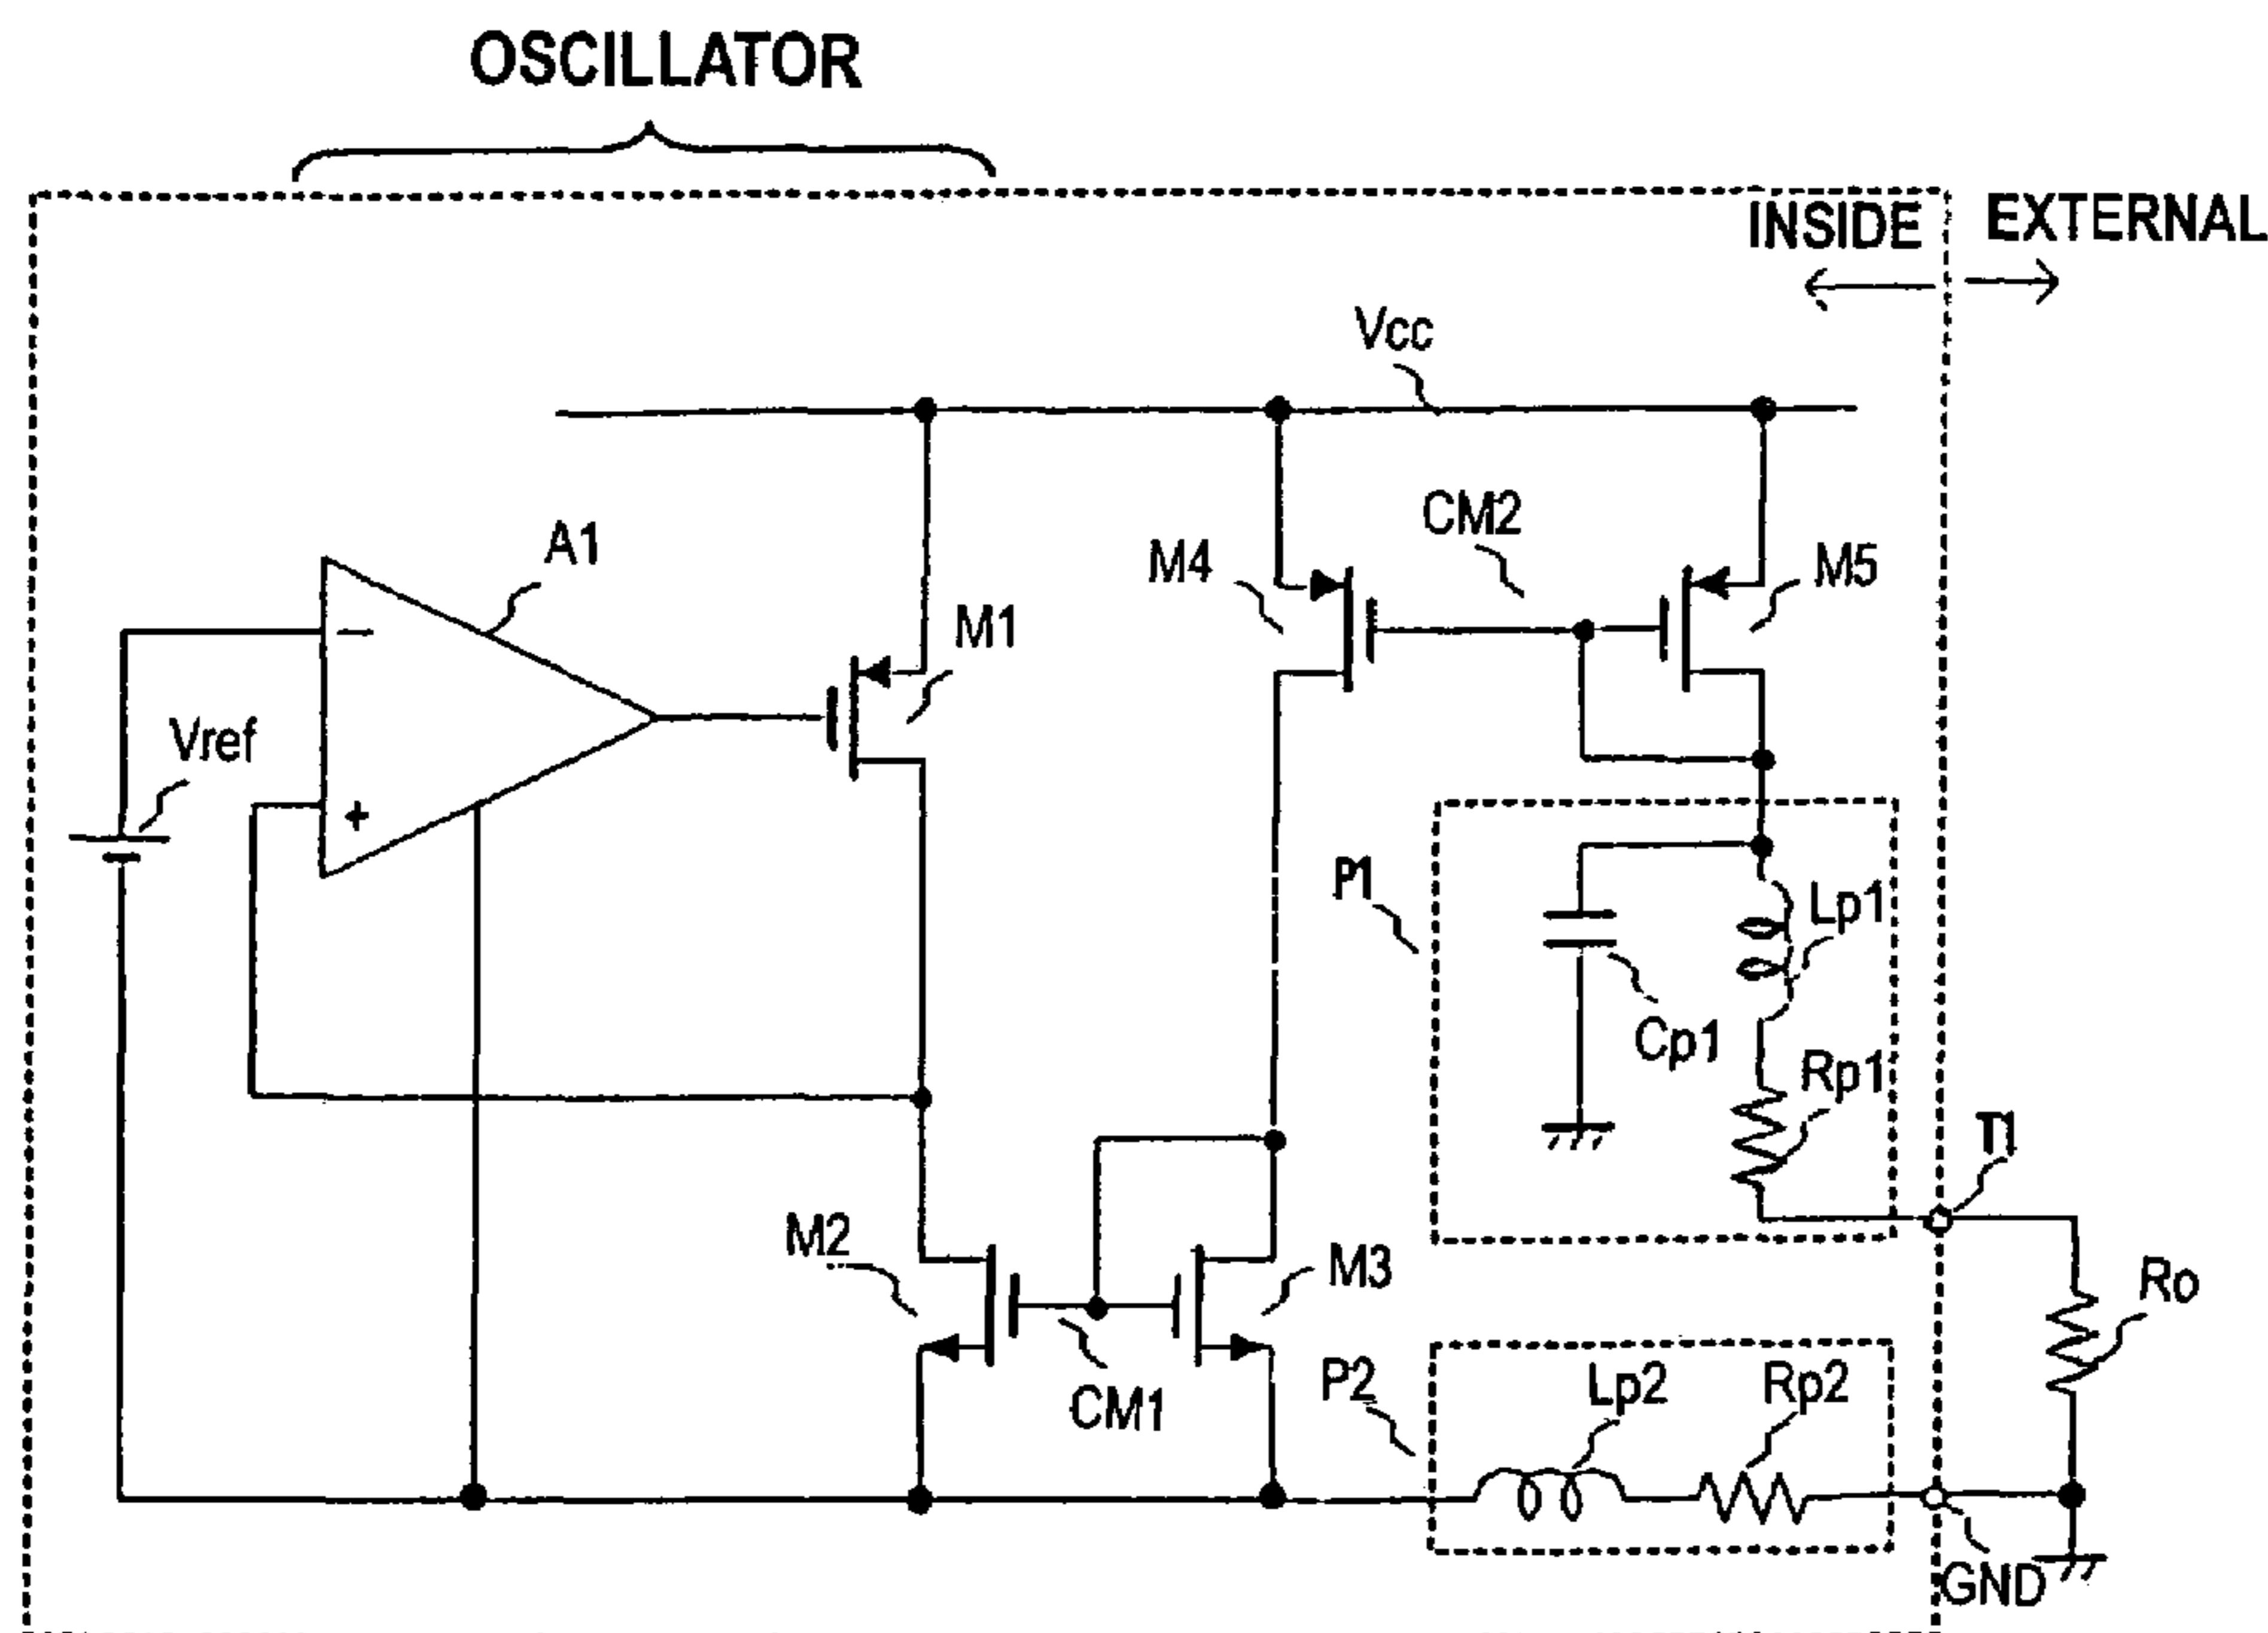 OSCILLATOR
INSIDE
EXTERNAL
Vcc
A1
M1
M4
CM2
M5
Vref
−
+
P1
Lp1
Cp1
Rp1
T1
M2
M3
CM1
P2
Lp2
Rp2
Ro
GND